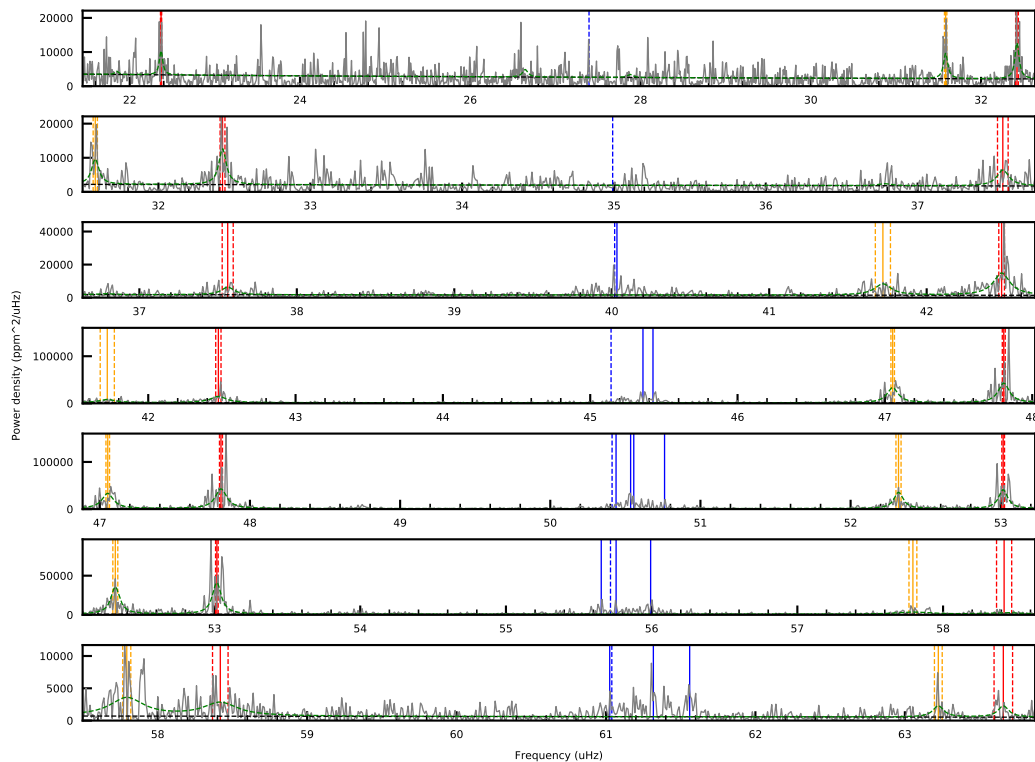 20000
10000
0
22 24 26 28 30 32
20000
10000
0
32 33 34 35 36 37
40000
20000
0
37 38 39 40 41 42
100000
0
42 43 44 45 46 47 48
Power density (ppm^2/uHz)
100000
0
47 48 49 50 51 52 53
50000
0
53 54 55 56 57 58
10000
5000
0
58 59 60 61 62 63
Frequency (uHz)